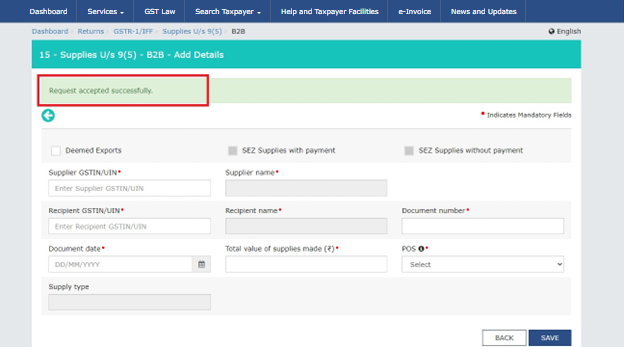 Dashboard Services GST Law Search Taxpayer Help and Taxpayer Facilities e-Invoice News and Updates
Dashboard › Returns › GSTR-1/IFF › Supplies U/s 9(5) › B2B English
15 - Supplies U/s 9(5) - B2B - Add Details
Request accepted successfully.
• Indicates Mandatory Fields
Deemed Exports SEZ Supplies with payment SEZ Supplies without payment
Supplier GSTIN/UIN• Supplier name•
Enter Supplier GSTIN/UIN
Recipient GSTIN/UIN• Recipient name• Document number•
Enter Recipient GSTIN/UIN
Document date• Total value of supplies made (₹)• POS •
DD/MM/YYYY Select
Supply type
BACK SAVE